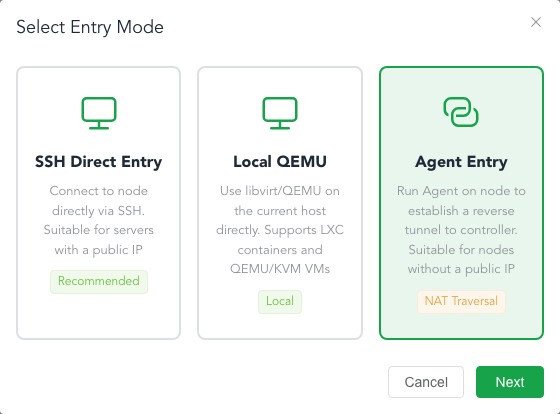 Select Entry Mode
SSH Direct Entry
Connect to node
directly via SSH.
Suitable for servers
with a public IP
Recommended
Local QEMU
Use libvirt/QEMU on
the current host
directly. Supports LXC
containers and
QEMU/KVM VMs
Local
Agent Entry
Run Agent on node to
establish a reverse
tunnel to controller.
Suitable for nodes
without a public IP
NAT Traversal
Cancel
Next